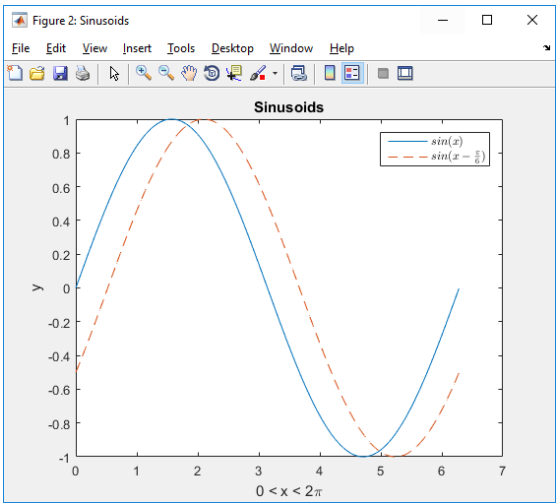 Figure 2: Sinusoids
File Edit View Insert Tools Desktop Window Help
Sinusoids
1
0.8
0.6
0.4
0.2
0
-0.2
-0.4
-0.6
-0.8
-1
y
sin(x)
sin(x − π/6)
0 1 2 3 4 5 6 7
0 < x < 2π